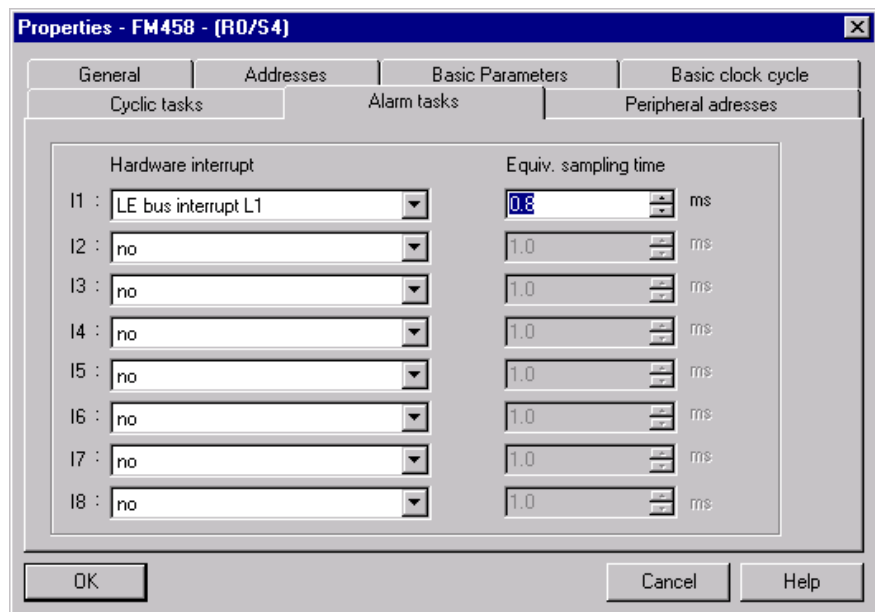 Properties - FM458 - (R0/S4)
General Addresses Basic Parameters Basic clock cycle
Cyclic tasks Alarm tasks Peripheral adresses
Hardware interrupt Equiv. sampling time
I1 : LE bus interrupt L1 0.8 ms
I2 : no 1.0 ms
I3 : no 1.0 ms
I4 : no 1.0 ms
I5 : no 1.0 ms
I6 : no 1.0 ms
I7 : no 1.0 ms
I8 : no 1.0 ms
OK Cancel Help